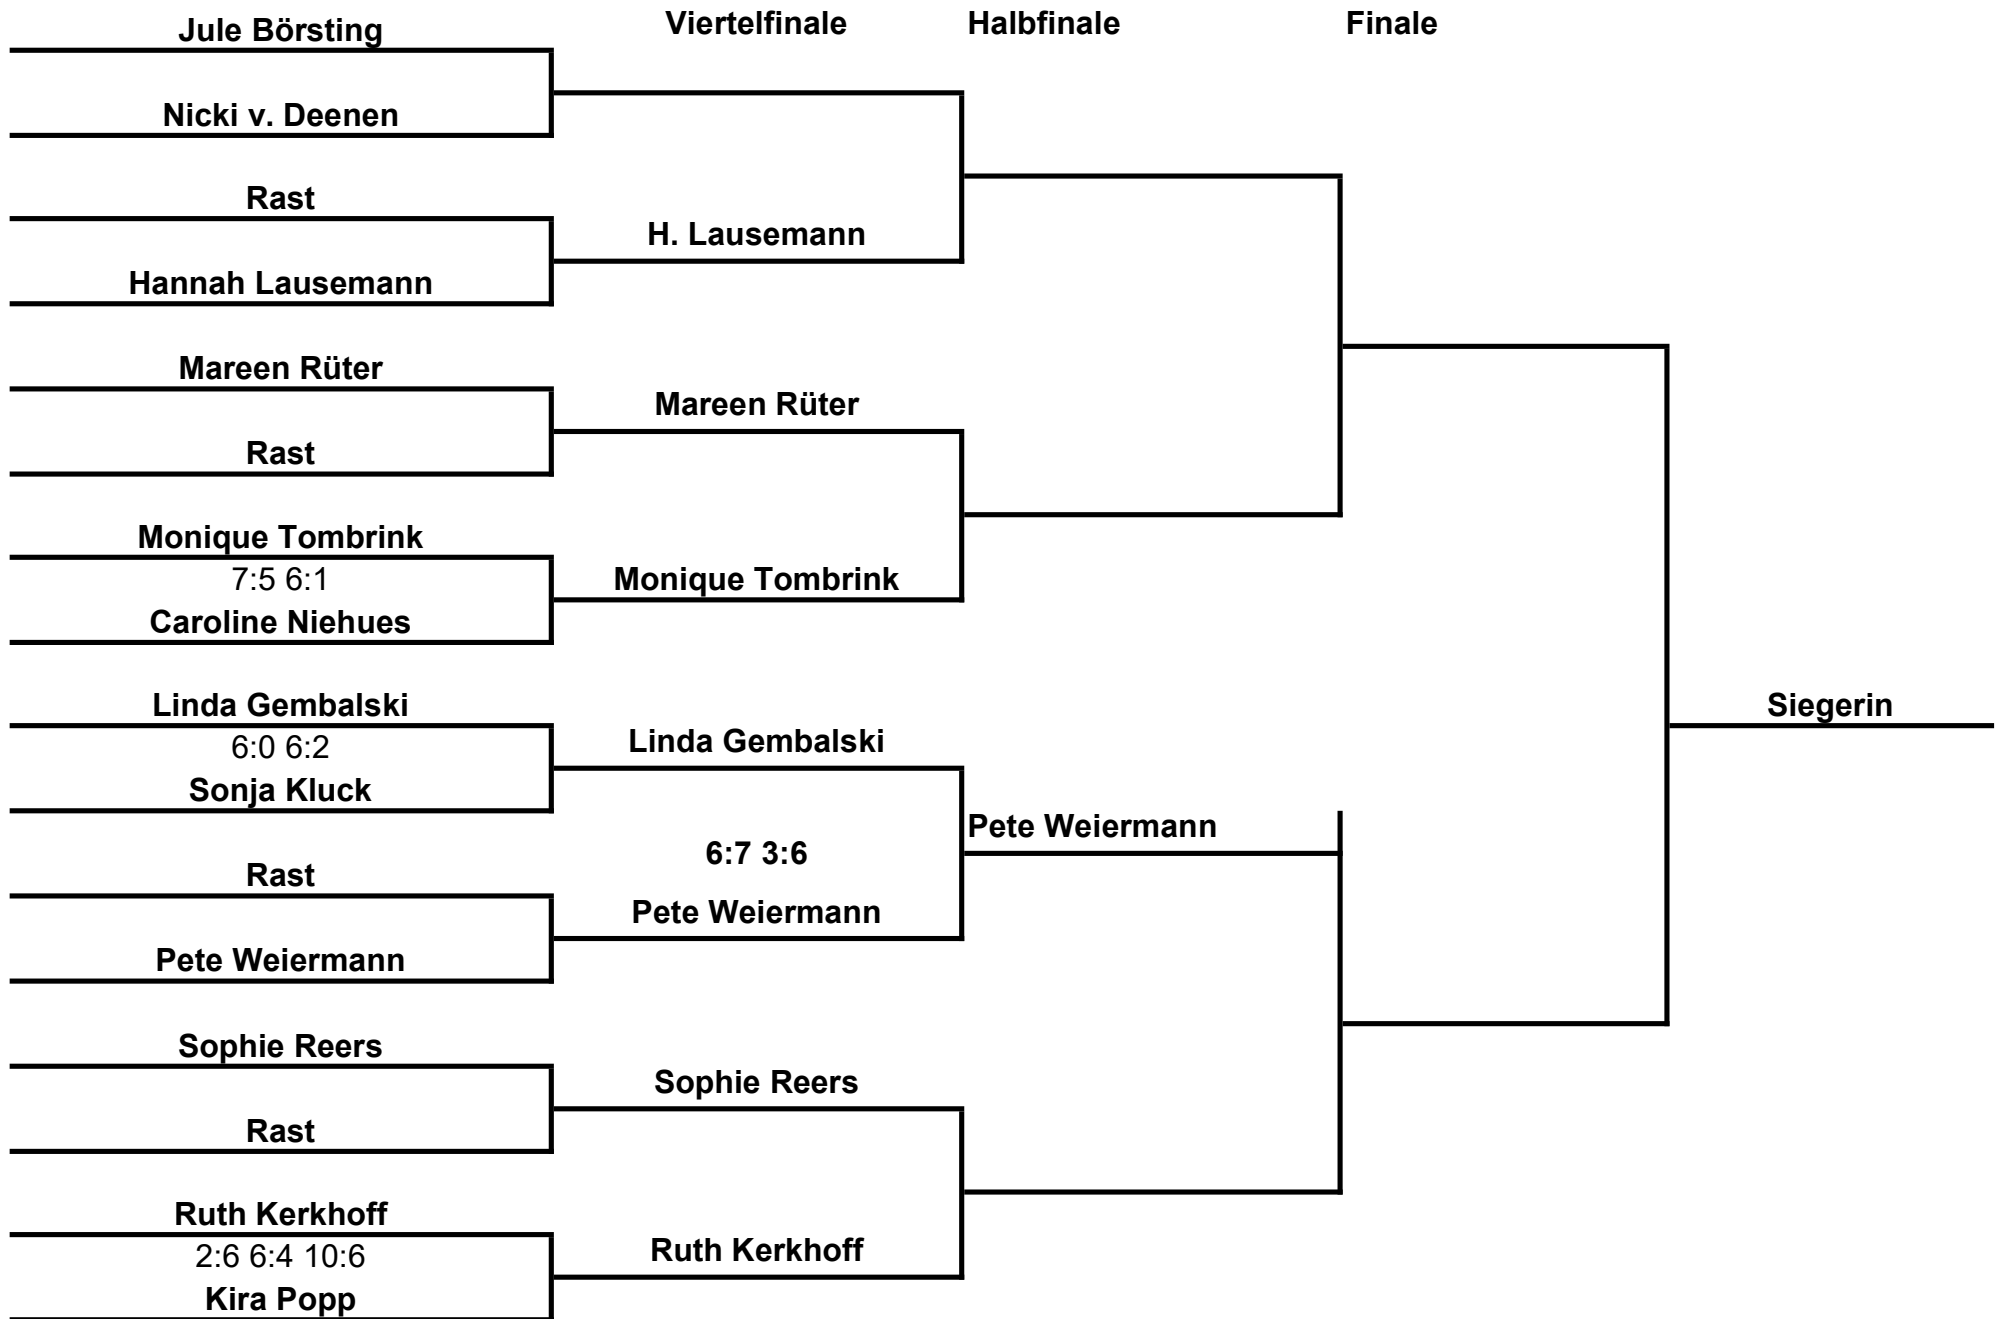 Viertelfinale
Halbfinale
Finale
Jule Börsting
Nicki v. Deenen
Rast
H. Lausemann
Hannah Lausemann
Mareen Rüter
Mareen Rüter
Rast
Monique Tombrink
7:5 6:1
Monique Tombrink
Caroline Niehues
Linda Gembalski
Siegerin
6:0 6:2
Linda Gembalski
Sonja Kluck
Pete Weiermann
6:7 3:6
Rast
Pete Weiermann
Pete Weiermann
Sophie Reers
Sophie Reers
Rast
Ruth Kerkhoff
2:6 6:4 10:6
Ruth Kerkhoff
Kira Popp